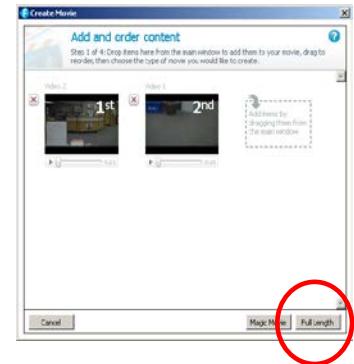 Create Movie
Add and order content
Step 1 of 4: Drop items here from the main window to add them to your movie, drag to
reorder, then choose the type of movie you would like to create.
Video 2
Video 1
1st
2nd
Add items by
dragging them from
the main window
Cancel
Magic Movie
Full Length